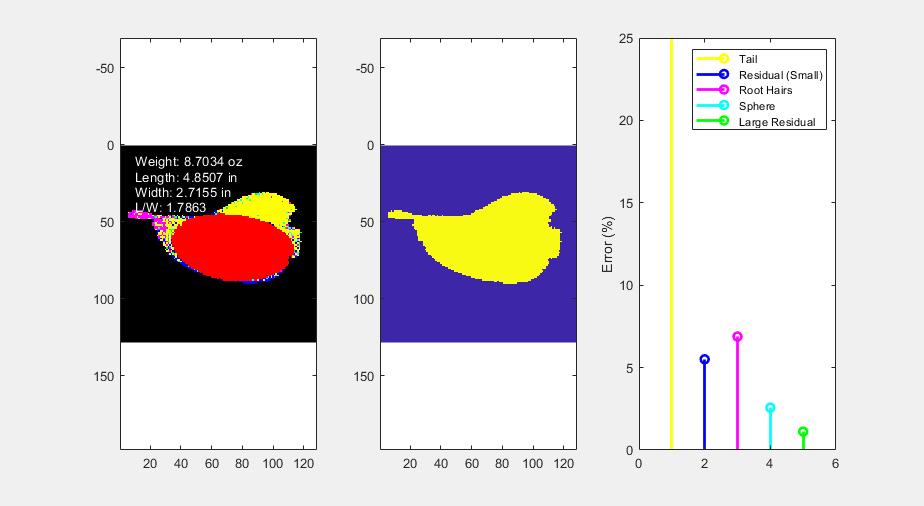 -50
0
50
100
150
20 40 60 80 100 120
Weight: 8.7034 oz
Length: 4.8507 in
Width: 2.7155 in
L/W: 1.7863
-50
0
50
100
150
20 40 60 80 100 120
Error (%)
25
20
15
10
5
0
0 2 4 6
Tail
Residual (Small)
Root Hairs
Sphere
Large Residual